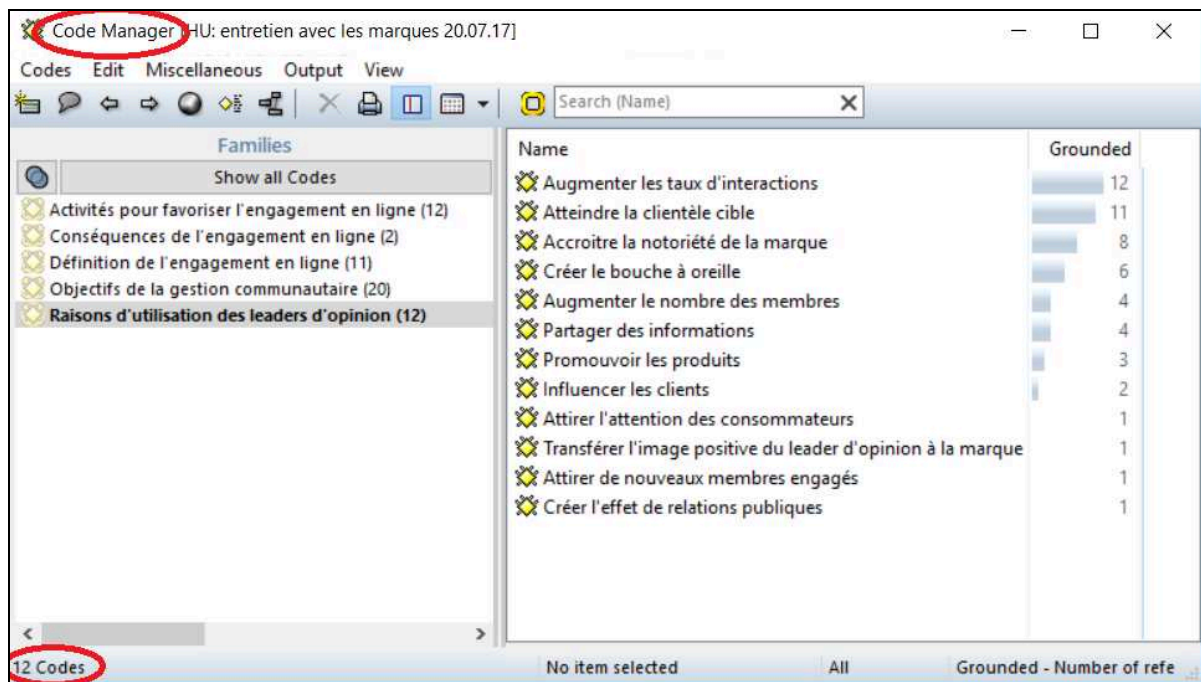 Code Manager [HU: entretien avec les marques 20.07.17]
Codes Edit Miscellaneous Output View
Search (Name)
Families
Show all Codes
Activités pour favoriser l'engagement en ligne (12)
Conséquences de l'engagement en ligne (2)
Définition de l'engagement en ligne (11)
Objectifs de la gestion communautaire (20)
Raisons d'utilisation des leaders d'opinion (12)
Name Grounded
Augmenter les taux d'interactions 12
Atteindre la clientèle cible 11
Accroitre la notoriété de la marque 8
Créer le bouche à oreille 6
Augmenter le nombre des membres 4
Partager des informations 4
Promouvoir les produits 3
Influencer les clients 2
Attirer l'attention des consommateurs 1
Transférer l'image positive du leader d'opinion à la marque 1
Attirer de nouveaux membres engagés 1
Créer l'effet de relations publiques 1
12 Codes No item selected All Grounded - Number of refe